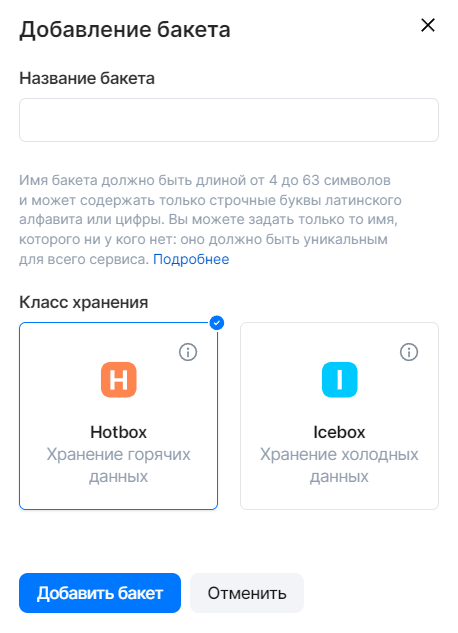 Добавление бакета
Название бакета
Имя бакета должно быть длиной от 4 до 63 символов
и может содержать только строчные буквы латинского
алфавита или цифры. Вы можете задать только то имя,
которого ни у кого нет: оно должно быть уникальным
для всего сервиса. Подробнее
Класс хранения
H
Hotbox
Хранение горячих
данных
I
Icebox
Хранение холодных
данных
Добавить бакет
Отменить